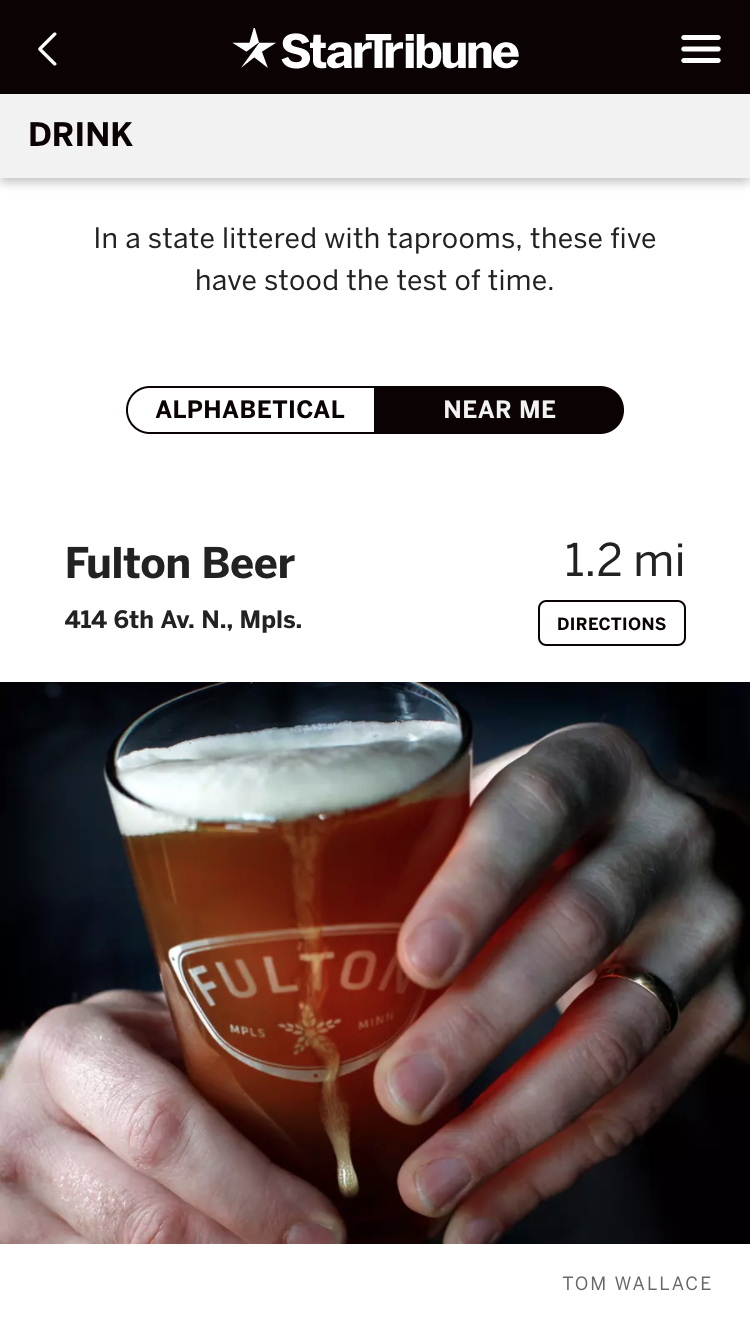 StarTribune
DRINK
In a state littered with taprooms, these five
have stood the test of time.
ALPHABETICAL
NEAR ME
Fulton Beer
1.2 mi
414 6th Av. N., Mpls.
DIRECTIONS
FULTON
MPLS MINN
TOM WALLACE